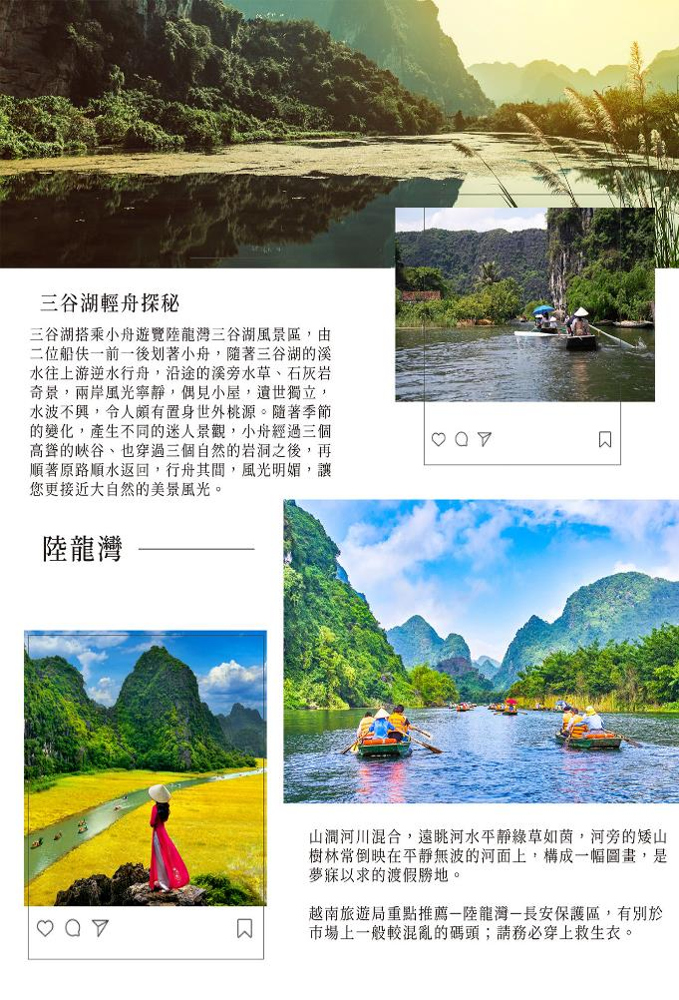 三谷湖輕舟探秘
三谷湖搭乘小舟遊覽陸龍灣三谷湖風景區，由
二位船伕一前一後划著小舟，隨著三谷湖的溪
水往上游逆水行舟，沿途的溪旁水草、石灰岩
奇景，兩岸風光寧靜，偶見小屋，遺世獨立，
水波不興，令人頗有置身世外桃源。隨著季節
的變化，產生不同的迷人景觀，小舟經過三個
高聳的峽谷、也穿過三個自然的岩洞之後，再
順著原路順水返回，行舟其間，風光明媚，讓
您更接近大自然的美景風光。
陸龍灣
山澗河川混合，遠眺河水平靜綠草如茵，河旁的矮山
樹林常倒映在平靜無波的河面上，構成一幅圖畫，是
夢寐以求的渡假勝地。
越南旅遊局重點推薦–陸龍灣–長安保護區，有別於
市場上一般較混亂的碼頭；請務必穿上救生衣。